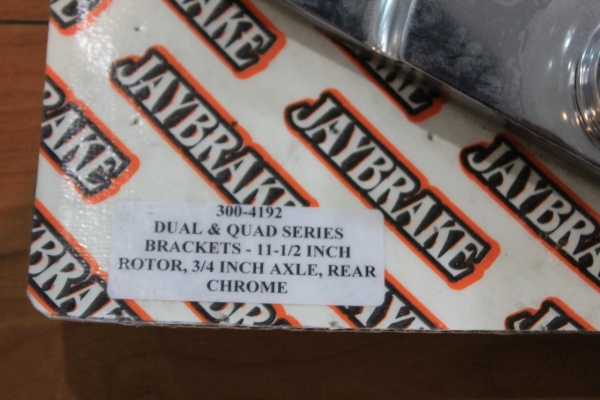 JAYBRAKE
JAYBRAKE
JAYBRAKE
JAYBRAKE
300-4192
DUAL & QUAD SERIES
BRACKETS - 11-1/2 INCH
ROTOR, 3/4 INCH AXLE, REAR
CHROME